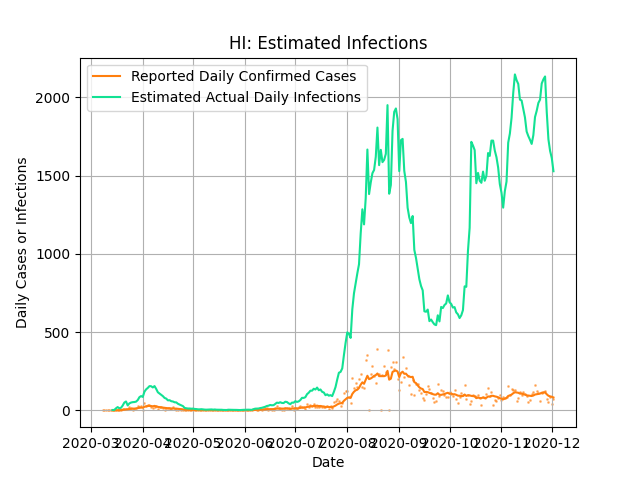 HI: Estimated Infections
Reported Daily Confirmed Cases
Estimated Actual Daily Infections
Daily Cases or Infections
2000
1500
1000
500
0
2020-03 2020-04 2020-05 2020-06 2020-07 2020-08 2020-09 2020-10 2020-11 2020-12
Date